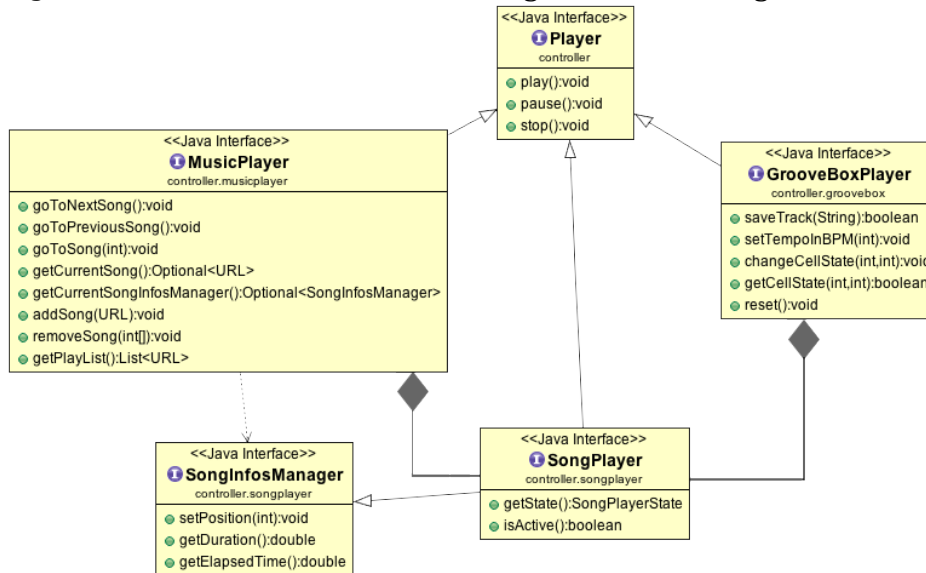 <<Java Interface>>
Player
controller
play():void
pause():void
stop():void
<<Java Interface>>
MusicPlayer
controller.musicplayer
goToNextSong():void
goToPreviousSong():void
goToSong(int):void
getCurrentSong():Optional<URL>
getCurrentSongInfosManager():Optional<SongInfosManager>
addSong(URL):void
removeSong(int[]):void
getPlayList():List<URL>
<<Java Interface>>
GrooveBoxPlayer
controller.groovebox
saveTrack(String):boolean
setTempoInBPM(int):void
changeCellState(int,int):void
getCellState(int,int):boolean
reset():void
<<Java Interface>>
SongInfosManager
controller.songplayer
setPosition(int):void
getDuration():double
getElapsedTime():double
<<Java Interface>>
SongPlayer
controller.songplayer
getState():SongPlayerState
isActive():boolean